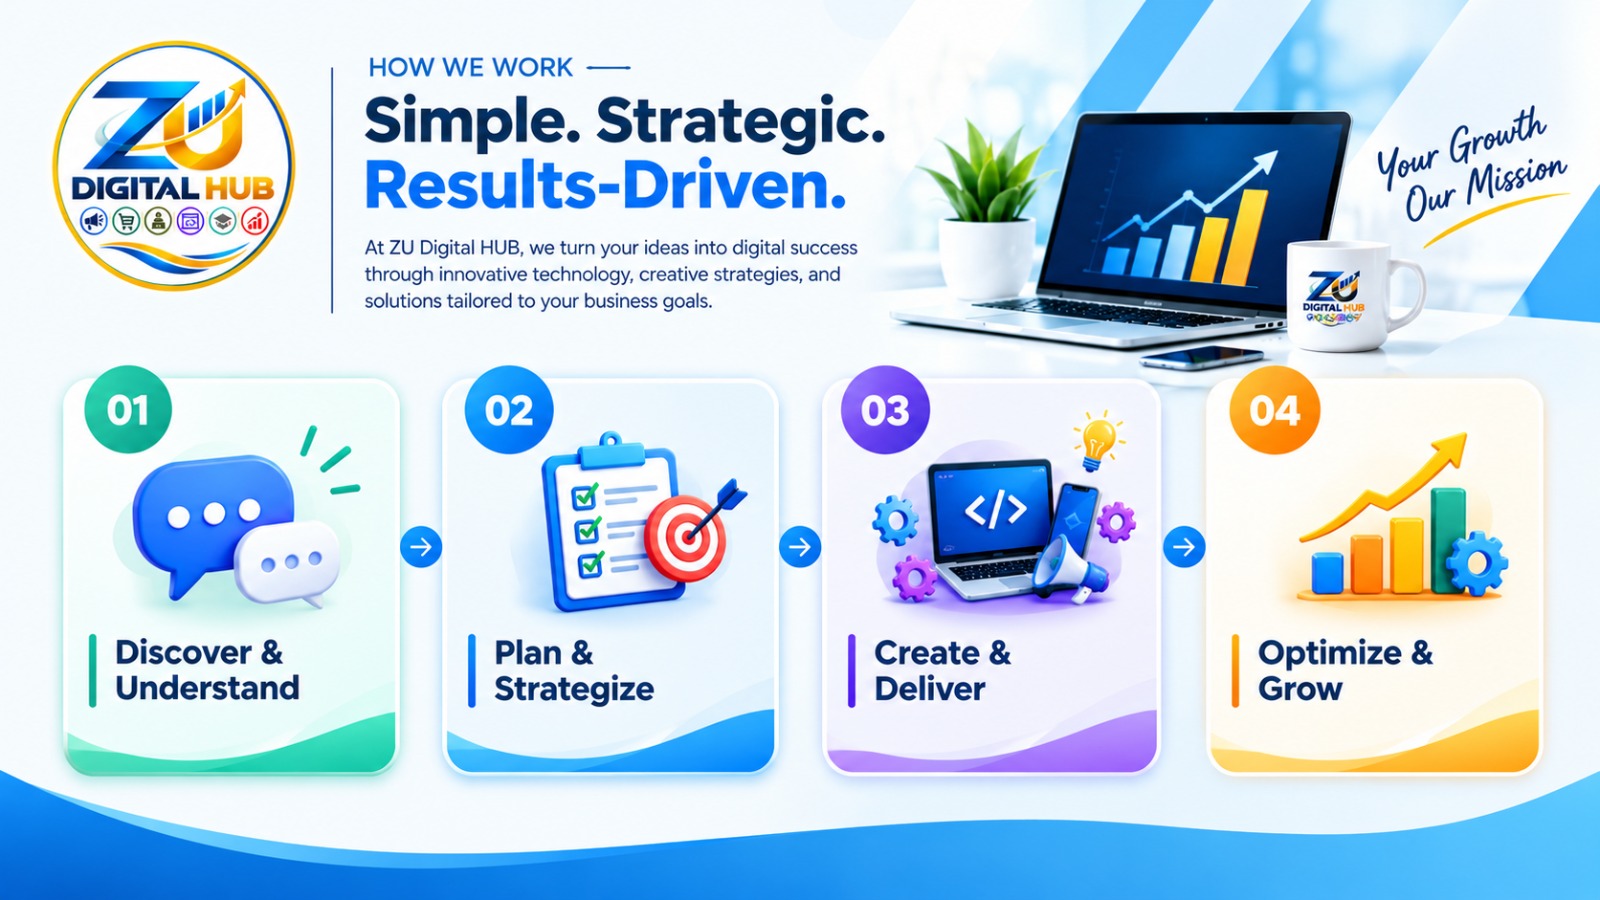 ZU
DIGITAL HUB
HOW WE WORK
Simple. Strategic.
Results-Driven.
At ZU Digital HUB, we turn your ideas into digital success
through innovative technology, creative strategies, and
solutions tailored to your business goals.
Your Growth
Our Mission
ZU
DIGITAL HUB
01
Discover &
Understand
02
Plan &
Strategize
03
</>
Create &
Deliver
04
Optimize &
Grow